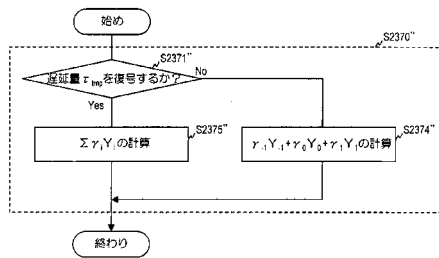 始め
S2370"
S2371"
遅延量τtmpを復号するか?
No
Yes
S2375"
S2374"
ΣγiYiの計算
γ-1Y-1+γ0Y0+γ1Y1の計算
終わり